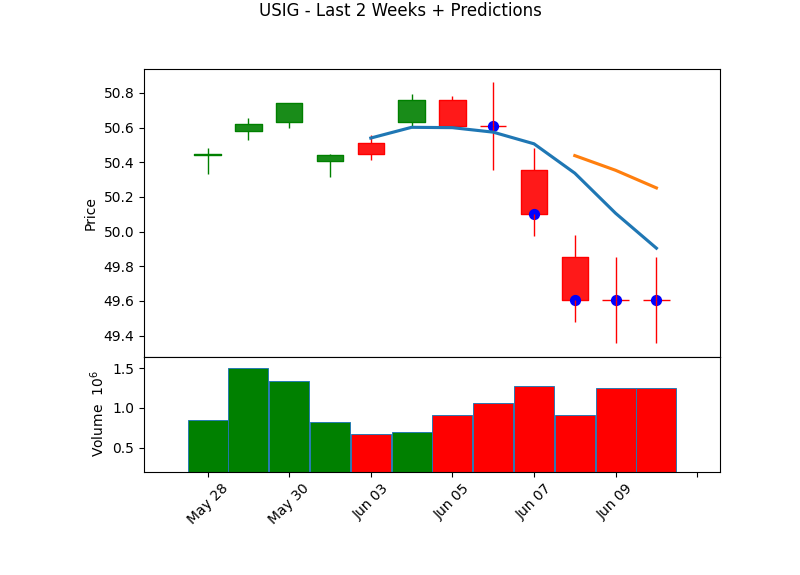 USIG - Last 2 Weeks + Predictions
50.8
50.6
50.4
50.2
50.0
49.8
49.6
49.4
Price
1.5
1.0
0.5
Volume 10^6
May 28
May 30
Jun 03
Jun 05
Jun 07
Jun 09